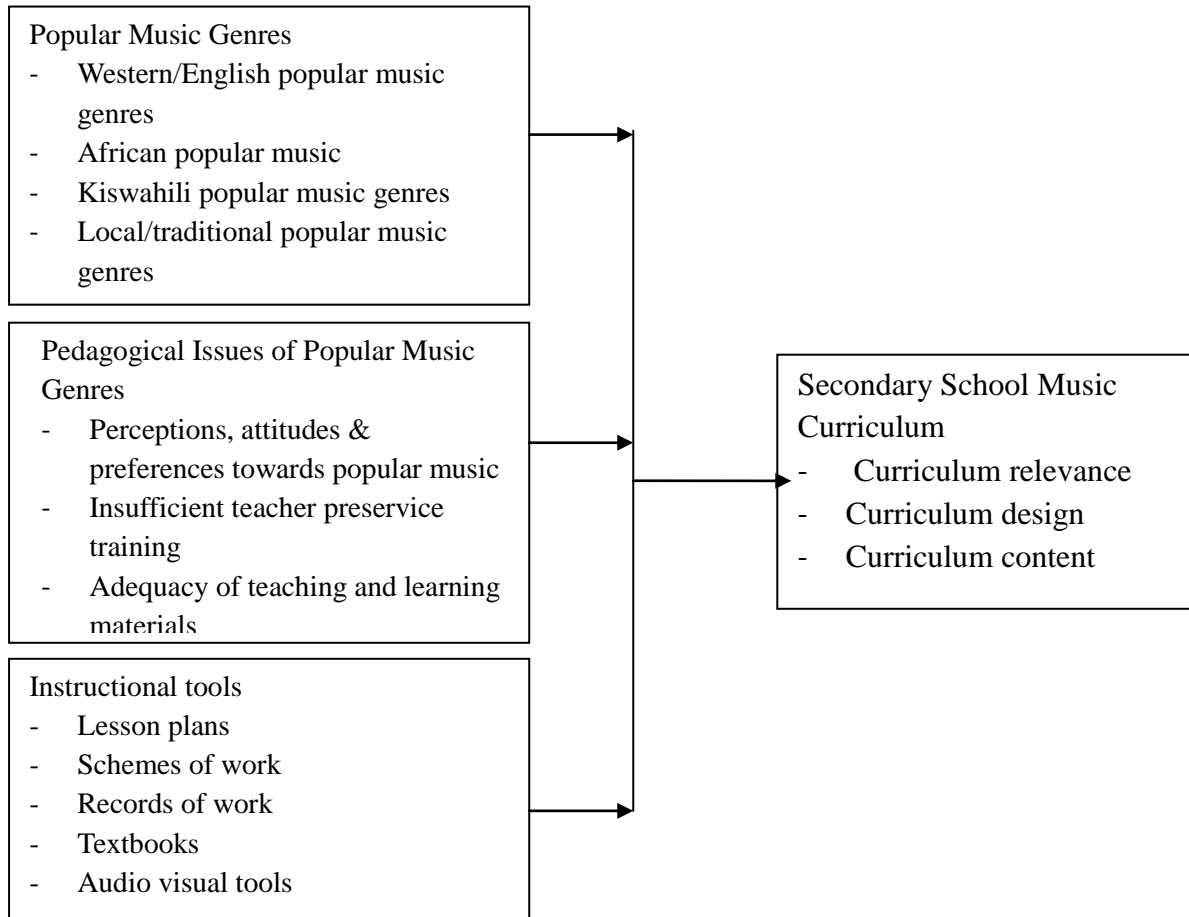 Popular Music Genres
- Western/English popular music
genres
- African popular music
- Kiswahili popular music genres
- Local/traditional popular music
genres
Pedagogical Issues of Popular Music
Genres
- Perceptions, attitudes &
preferences towards popular music
- Insufficient teacher preservice
training
- Adequacy of teaching and learning
materials
Instructional tools
- Lesson plans
- Schemes of work
- Records of work
- Textbooks
- Audio visual tools
Secondary School Music
Curriculum
- Curriculum relevance
- Curriculum design
- Curriculum content